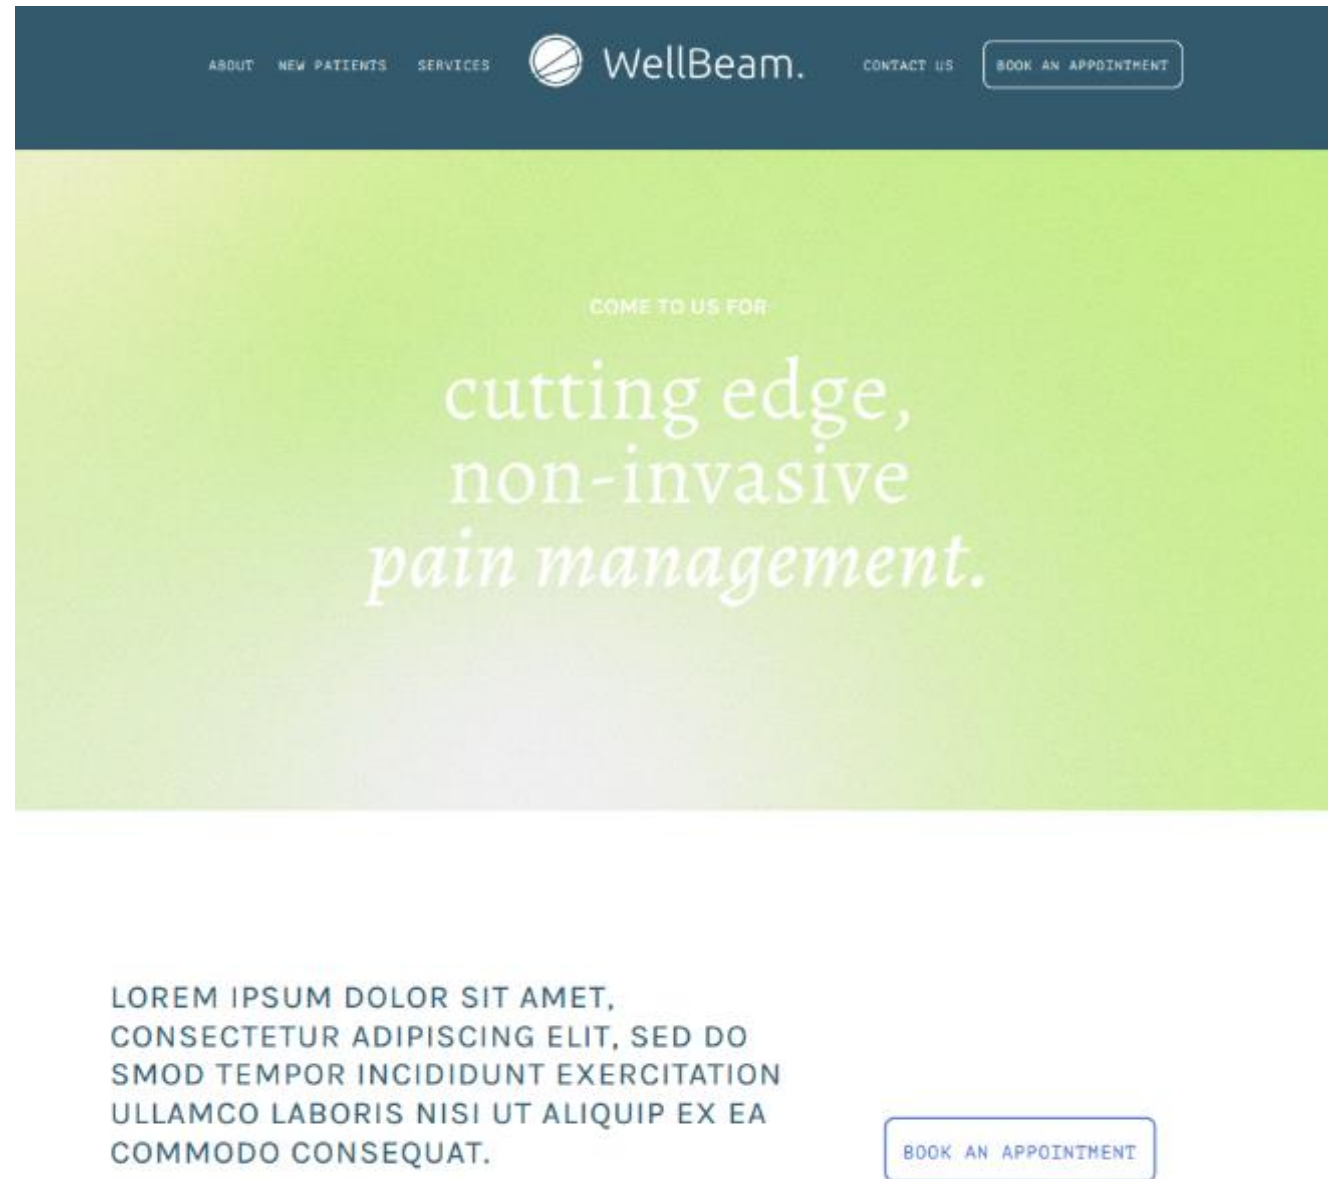 ABOUT NEW PATIENTS SERVICES WellBeam. CONTACT US BOOK AN APPOINTMENT
COME TO US FOR
cutting edge,
non-invasive
pain management.
LOREM IPSUM DOLOR SIT AMET,
CONSECTETUR ADIPISCING ELIT, SED DO
SMOD TEMPOR INCIDIDUNT EXERCITATION
ULLAMCO LABORIS NISI UT ALIQUIP EX EA
COMMODO CONSEQUAT.
BOOK AN APPOINTMENT